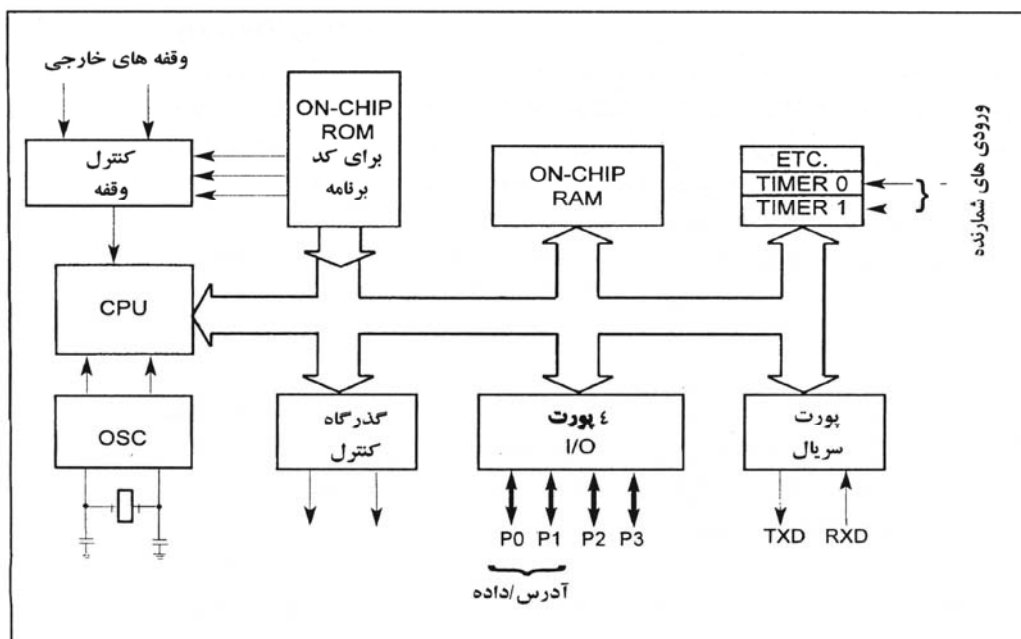 وقفه های خارجی
کنترل
وقفه
ON-CHIP
ROM
برای کد
برنامه
ON-CHIP
RAM
ETC.
TIMER 0
TIMER 1
ورودی های شمارنده
CPU
OSC
گذرگاه
کنترل
٤ پورت
I/O
پورت
سریال
P0 P1 P2 P3
TXD RXD
آدرس/داده